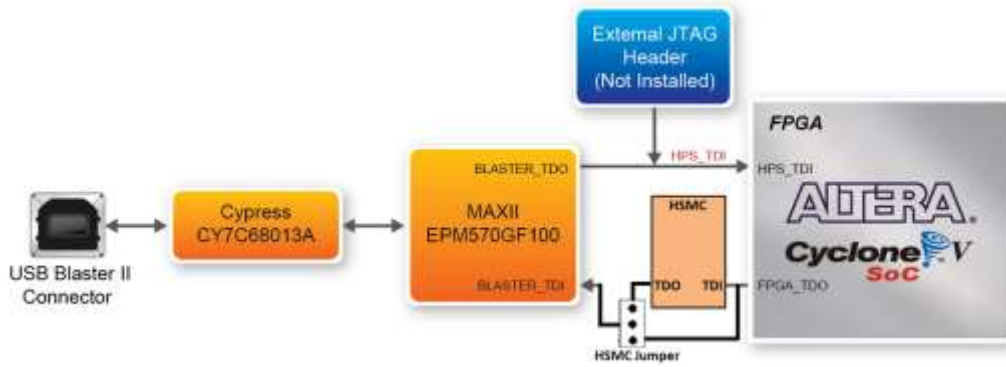 External JTAG
Header
(Not Installed)
FPGA
BLASTER_TDO
HPS_TDI
HPS_TDI
HSMC
ALTERA.
Cypress
CY7C68013A
MAXII
EPM570GF100
Cyclone V
SoC
USB Blaster II
Connector
BLASTER_TDI
TDO
TDI
FPGA_TDO
HSMC Jumper